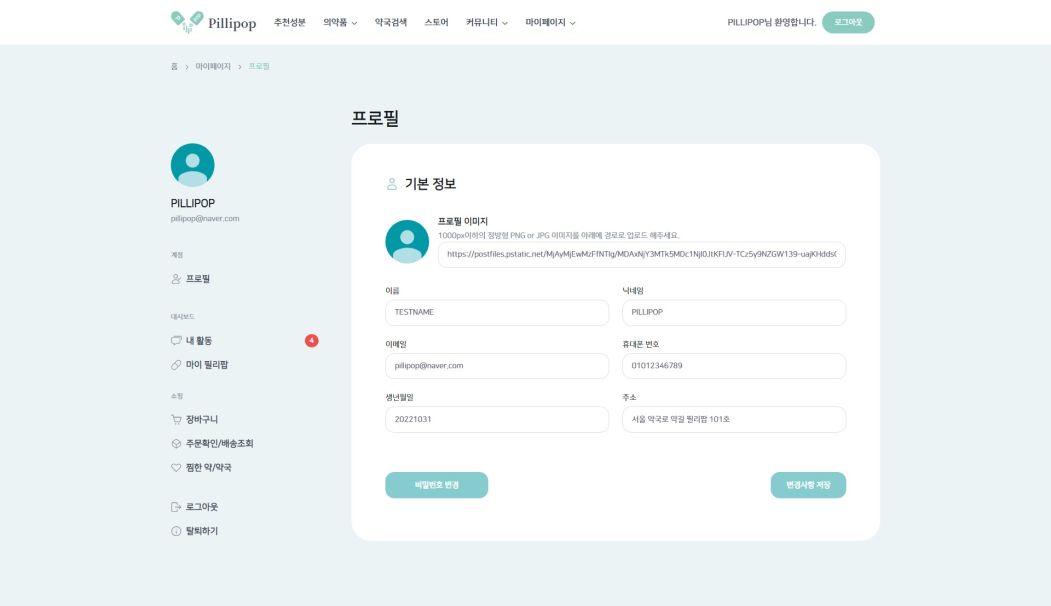 Pillipop 추천성분 의약품 약국검색 스토어 커뮤니티 마이페이지 PILLIPOP님 환영합니다. 로그아웃
홈 > 마이페이지 > 프로필
프로필
PILLIPOP
pillipop@naver.com
계정
프로필
대시보드
내 활동 4
마이 필리팝
쇼핑
장바구니
주문확인/배송조회
찜한 약/약국
로그아웃
탈퇴하기
기본 정보
프로필 이미지
1000px이하의 정방형 PNG or JPG 이미지를 아래에 경로로 업로드 해주세요.
이름
TESTNAME
닉네임
PILLIPOP
이메일
pillipop@naver.com
휴대폰 번호
01012346789
생년월일
20221031
주소
서울 약국로 약길 필리팝 101호
비밀번호 변경
변경사항 저장